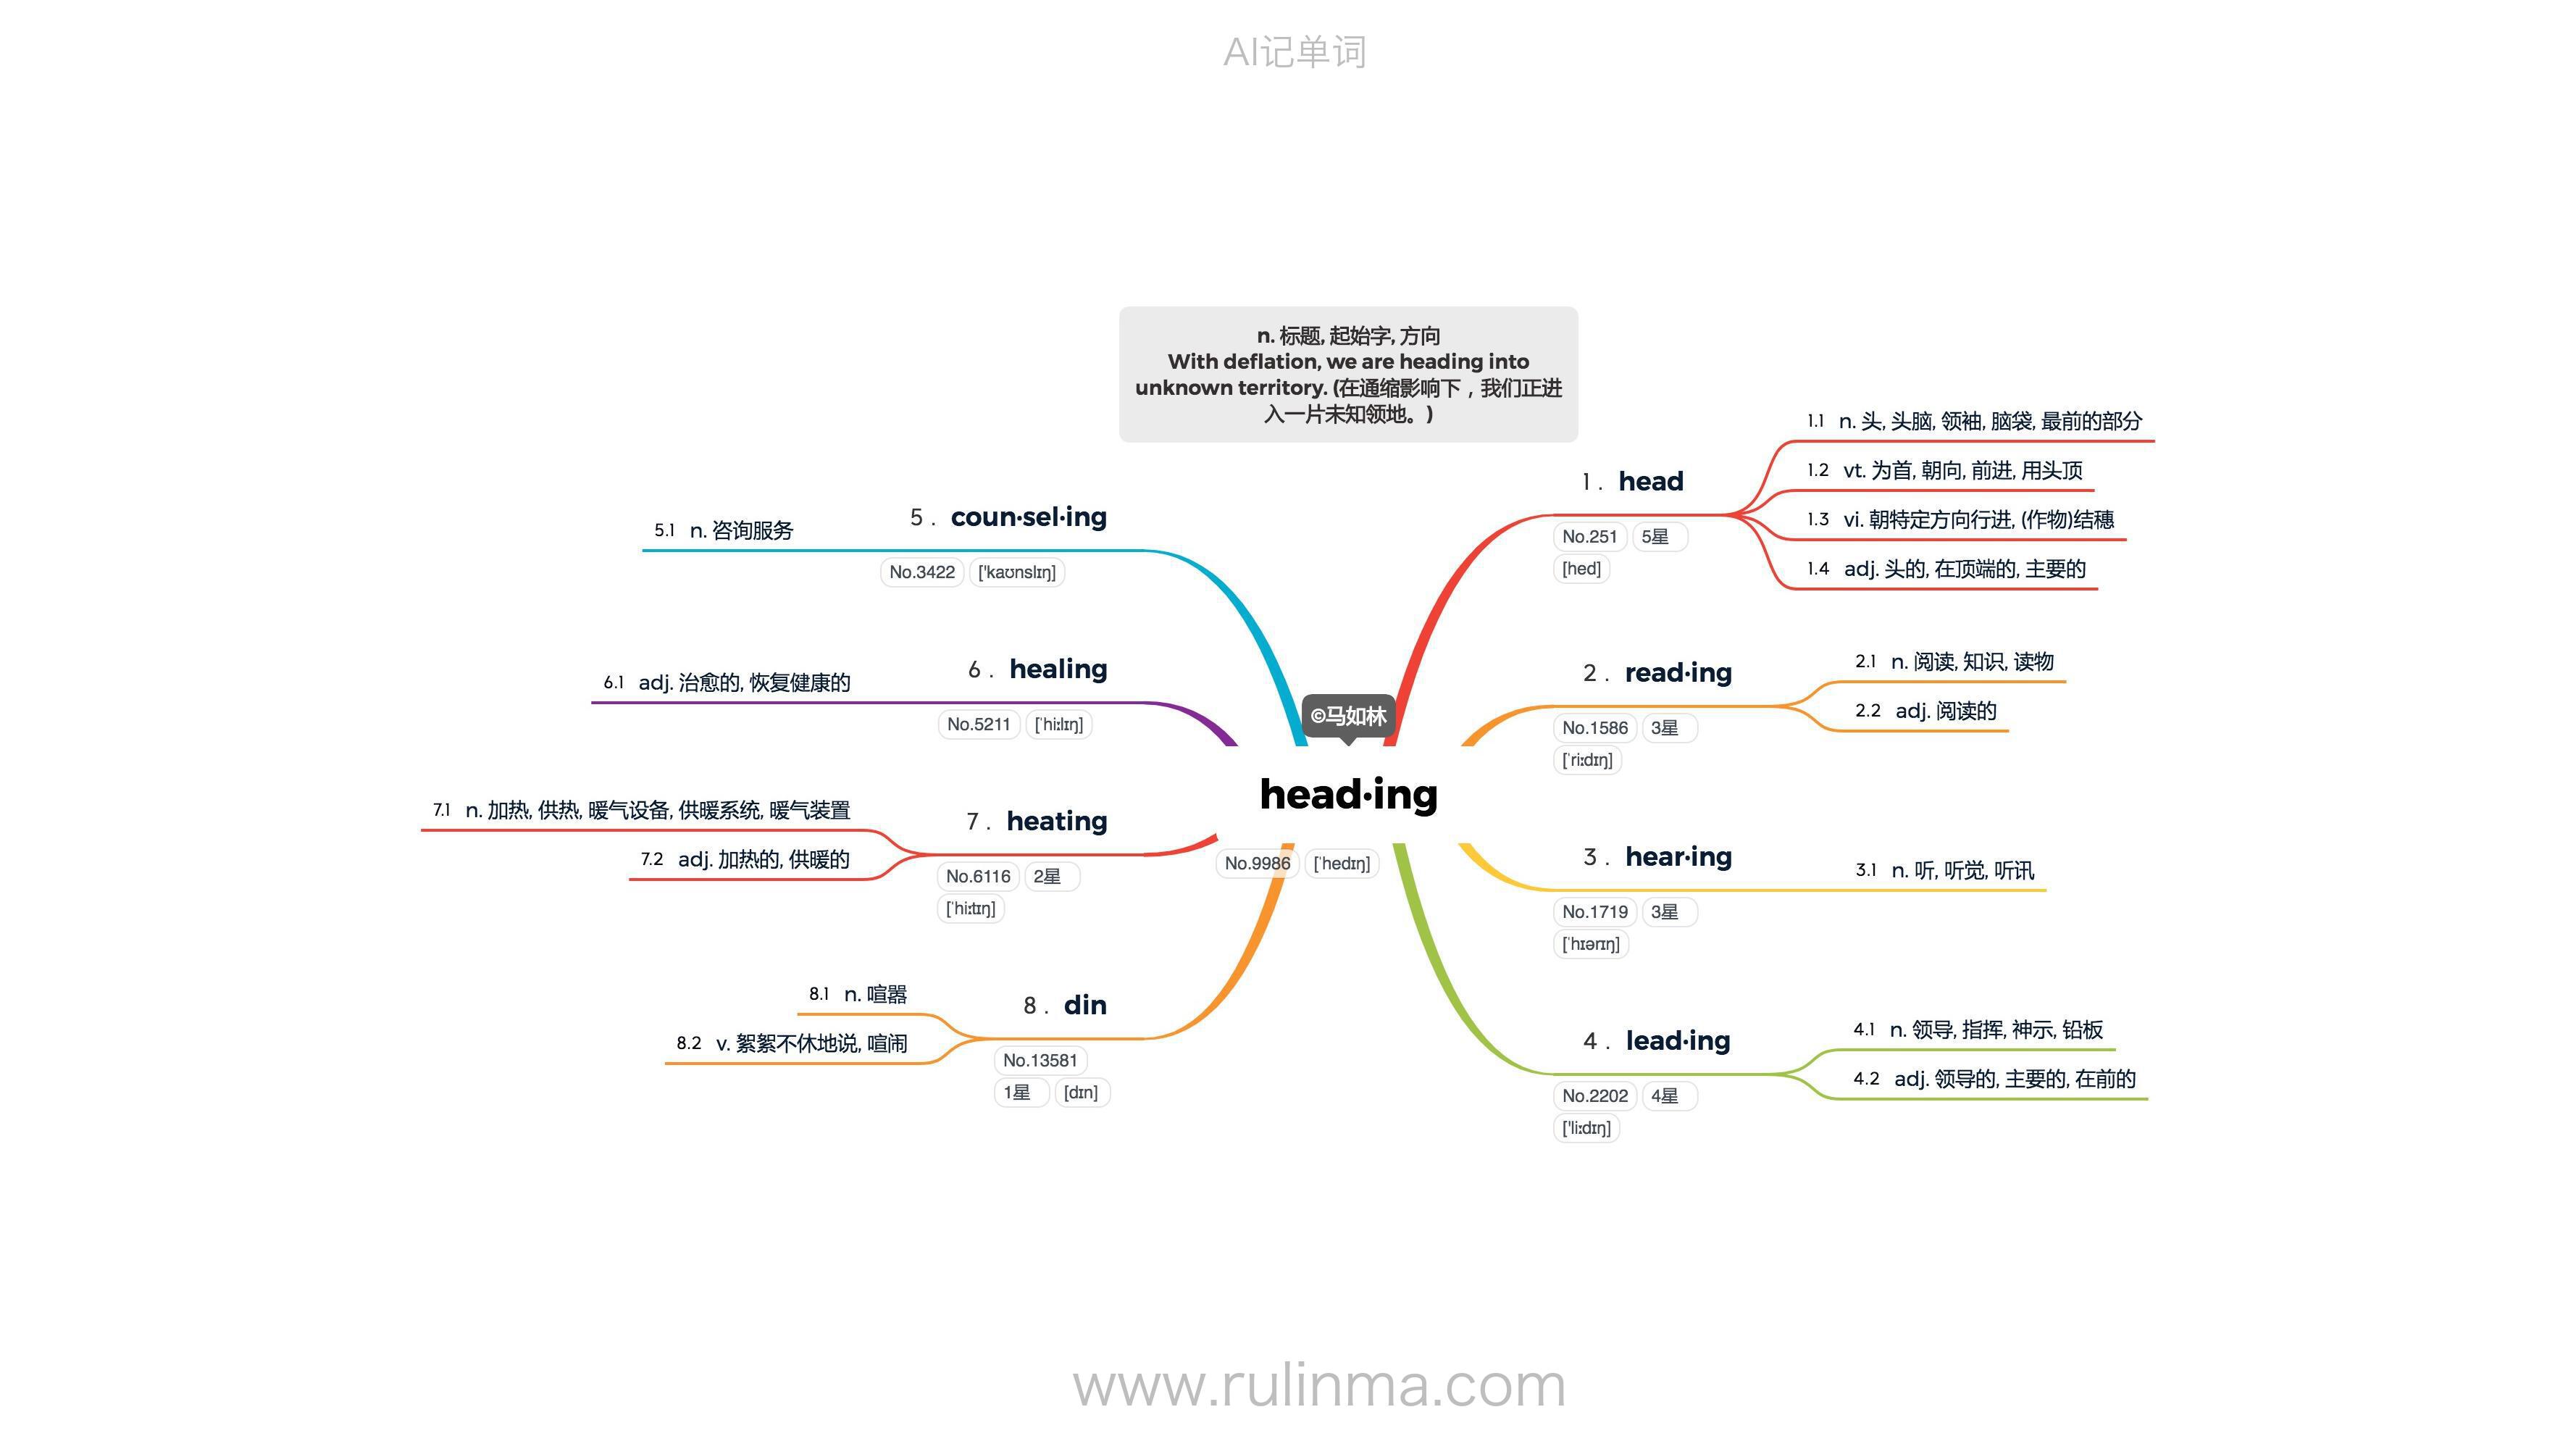 AI记单词
n. 标题, 起始字, 方向
With deflation, we are heading into
unknown territory. (在通缩影响下，我们正进
入一片未知领地。)
©马如林
head·ing
No.9986 [ˈhedɪŋ]
1 . head
No.251 5星
[hed]
1.1 n. 头, 头脑, 领袖, 脑袋, 最前的部分
1.2 vt. 为首, 朝向, 前进, 用头顶
1.3 vi. 朝特定方向行进, (作物)结穗
1.4 adj. 头的, 在顶端的, 主要的
2 . read·ing
No.1586 3星
[ˈriːdɪŋ]
2.1 n. 阅读, 知识, 读物
2.2 adj. 阅读的
3 . hear·ing
No.1719 3星
[ˈhɪərɪŋ]
3.1 n. 听, 听觉, 听讯
4 . lead·ing
No.2202 4星
['liːdɪŋ]
4.1 n. 领导, 指挥, 神示, 铅板
4.2 adj. 领导的, 主要的, 在前的
5 . coun·sel·ing
No.3422 ['kaʊnslɪŋ]
5.1 n. 咨询服务
6 . healing
No.5211 [ˈhiːlɪŋ]
6.1 adj. 治愈的, 恢复健康的
7 . heating
No.6116 2星
[ˈhiːtɪŋ]
7.1 n. 加热, 供热, 暖气设备, 供暖系统, 暖气装置
7.2 adj. 加热的, 供暖的
8 . din
No.13581
1星 [dɪn]
8.1 n. 喧嚣
8.2 v. 絮絮不休地说, 喧闹
www.rulinma.com